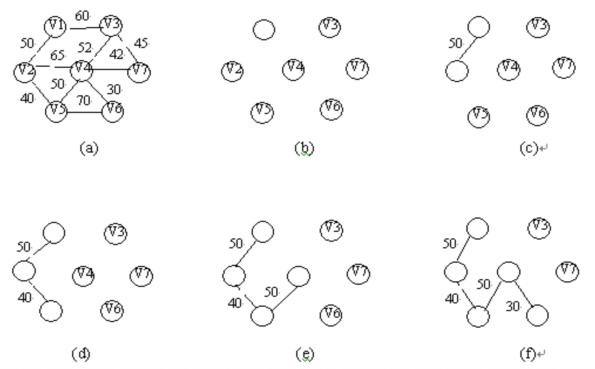 60
V1 V3
50 52 45
65 42
V2 V4 V7
40 50 30
70
V5 V6
(a)
V3
V2 V4 V7
V5 V6
(b)
50 V3
V4 V7
V5 V6
(c)↵
50 V3
V4 V7
40 V6
(d)
50 V3
V7
40 50
V6
(e)
50 V3
V7
40 50 30
(f)↵